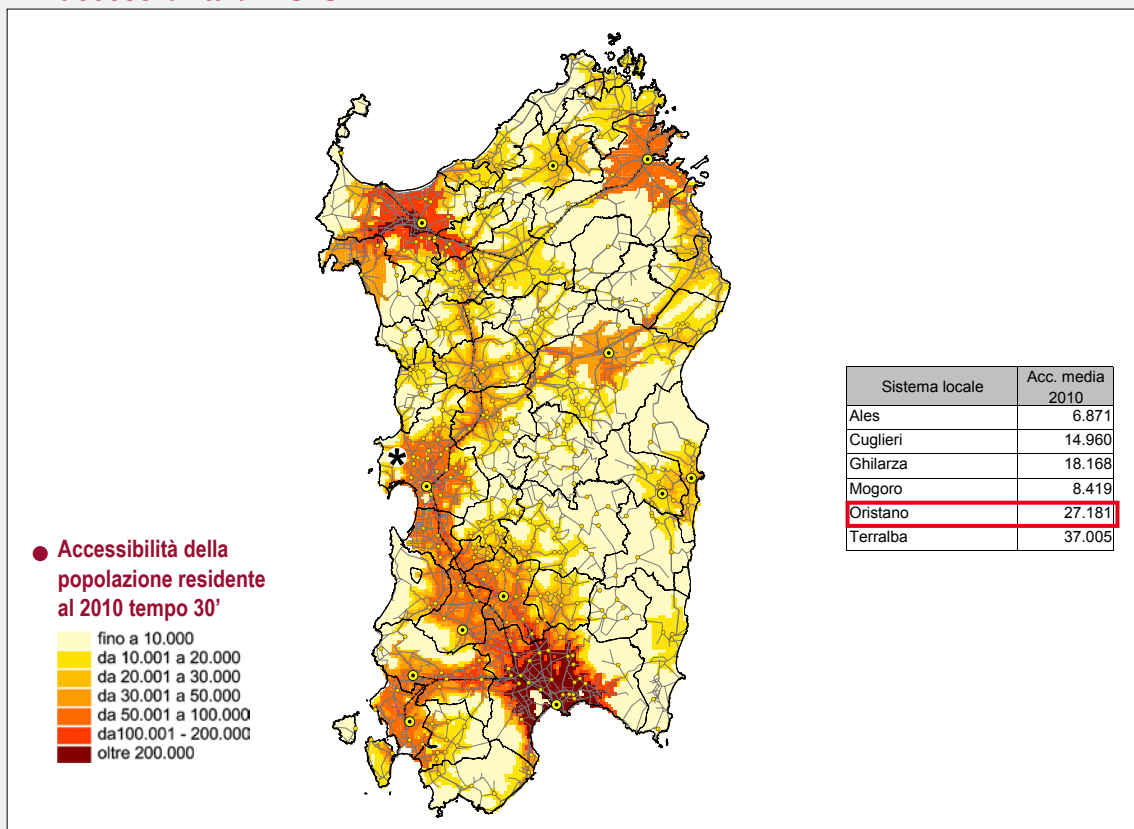 Accessibilità della
popolazione residente
al 2010 tempo 30’
fino a 10.000
da 10.001 a 20.000
da 20.001 a 30.000
da 30.001 a 50.000
da 50.001 a 100.000
da100.001 - 200.000
oltre 200.000
*
Sistema locale Acc. media 2010
Ales 6.871
Cuglieri 14.960
Ghilarza 18.168
Mogoro 8.419
Oristano 27.181
Terralba 37.005